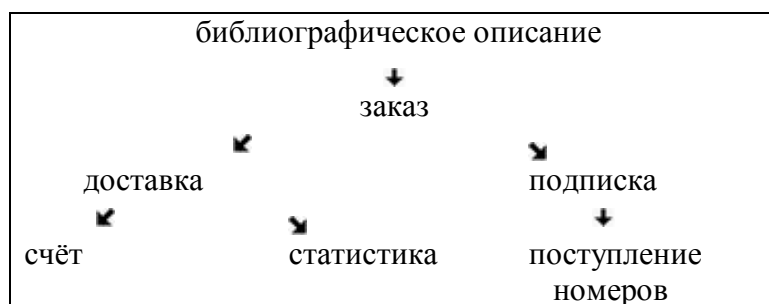 библиографическое описание
заказ
доставка подписка
счёт статистика поступление
номеров